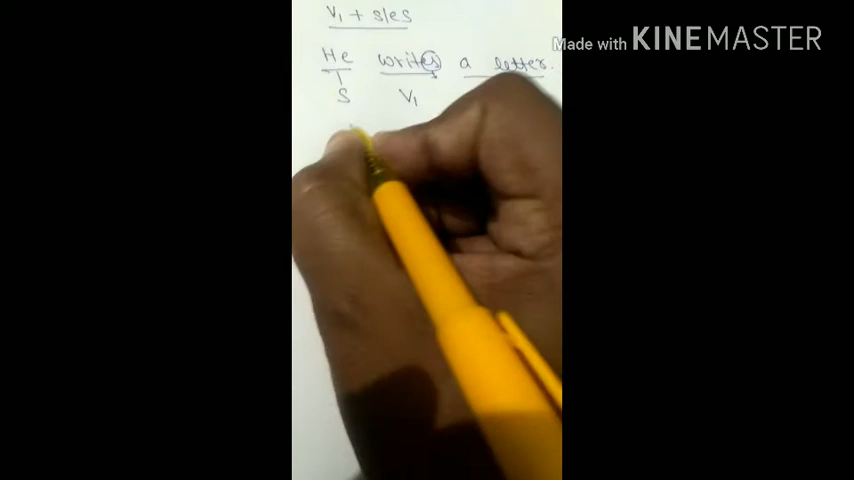 V₁ + s/es
Made with KINEMASTER
He writes a letter.
S V₁